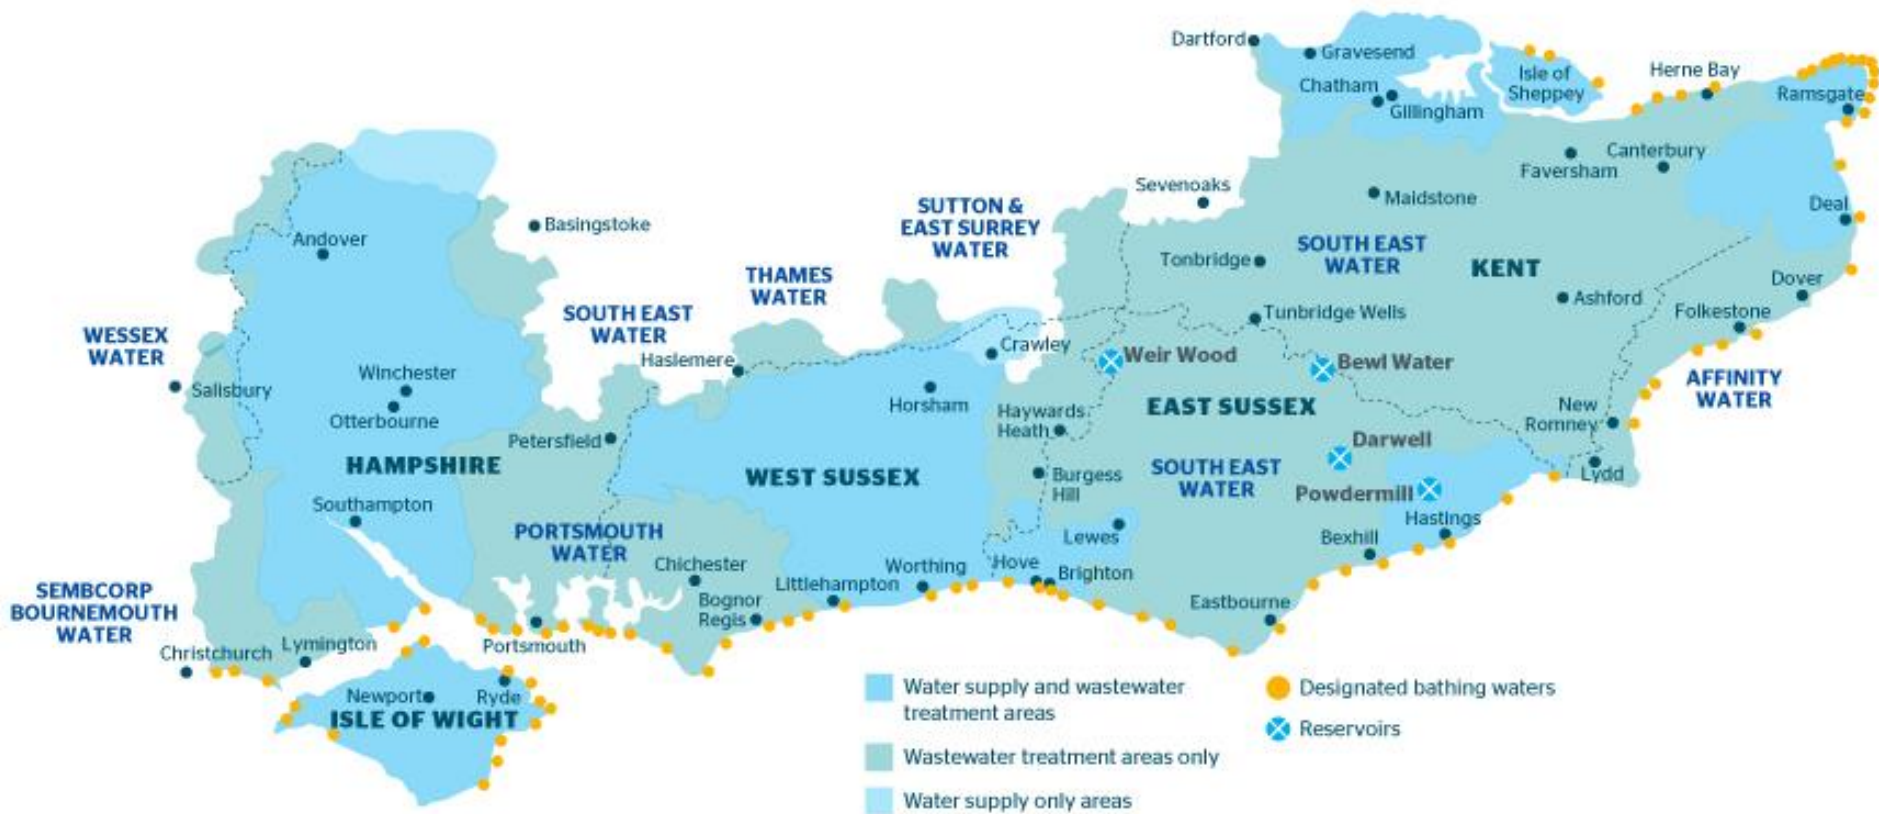 Dartford
Gravesend
Chatham
Gillingham
Isle of
Sheppey
Herne Bay
Ramsgate
Faversham
Canterbury
Deal
Sevenoaks
Maidstone
Basingstoke
Andover
SUTTON &
EAST SURREY
WATER
SOUTH EAST
WATER
KENT
Tonbridge
Dover
THAMES
WATER
Ashford
Folkestone
SOUTH EAST
WATER
Tunbridge Wells
WESSEX
WATER
Salisbury
Haslemere
Crawley
Weir Wood
Bewl Water
AFFINITY
WATER
Winchester
Otterbourne
Horsham
EAST SUSSEX
Haywards
Heath
New
Romney
Petersfield
HAMPSHIRE
WEST SUSSEX
Darwell
Burgess
Hill
SOUTH EAST
WATER
Lydd
Powdermill
Southampton
Hastings
PORTSMOUTH
WATER
Lewes
Bexhill
Chichester
Worthing
Hove
Brighton
Littlehampton
SEMBCORP
BOURNEMOUTH
WATER
Bognor
Regis
Eastbourne
Christchurch
Lymington
Portsmouth
Newport
Ryde
ISLE OF WIGHT
Water supply and wastewater
treatment areas
Wastewater treatment areas only
Water supply only areas
Designated bathing waters
Reservoirs